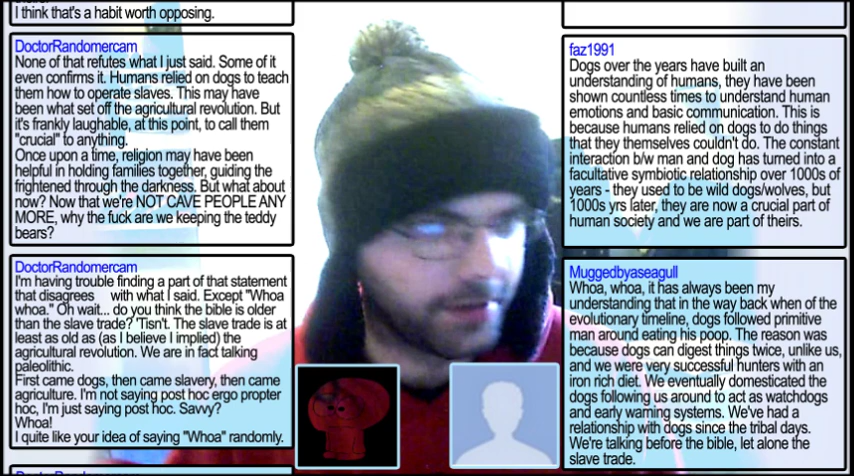 I think that's a habit worth opposing.
DoctorRandomercam
None of that refutes what I just said. Some of it
even confirms it. Humans relied on dogs to teach
them how to operate slaves. This may have
been what set off the agricultural revolution. But
it's frankly laughable, at this point, to call them
"crucial" to anything.
Once upon a time, religion may have been
helpful in holding families together, guiding the
frightened through the darkness. But what about
now? Now that we're NOT CAVE PEOPLE ANY
MORE, why the fuck are we keeping the teddy
bears?
DoctorRandomercam
I'm having trouble finding a part of that statement
that disagrees with what I said. Except "Whoa
whoa." Oh wait... do you think the bible is older
than the slave trade? 'Tisn't. The slave trade is at
least as old as (as I believe I implied) the
agricultural revolution. We are in fact talking
paleolithic.
First came dogs, then came slavery, then came
agriculture. I'm not saying post hoc ergo propter
hoc, I'm just saying post hoc. Savvy?
Whoa!
I quite like your idea of saying "Whoa" randomly.
faz1991
Dogs over the years have built an
understanding of humans, they have been
shown countless times to understand human
emotions and basic communication. This is
because humans relied on dogs to do things
that they themselves couldn't do. The constant
interaction b/w man and dog has turned into a
facultative symbiotic relationship over 1000s of
years - they used to be wild dogs/wolves, but
1000s yrs later, they are now a crucial part of
human society and we are part of theirs.
Muggedbyaseagull
Whoa, whoa, it has always been my
understanding that in the way back when of the
evolutionary timeline, dogs followed primitive
man around eating his poop. The reason was
because dogs can digest things twice, unlike us,
and we were very successful hunters with an
iron rich diet. We eventually domesticated the
dogs following us around to act as watchdogs
and early warning systems. We've had a
relationship with dogs since the tribal days.
We're talking before the bible, let alone the
slave trade.